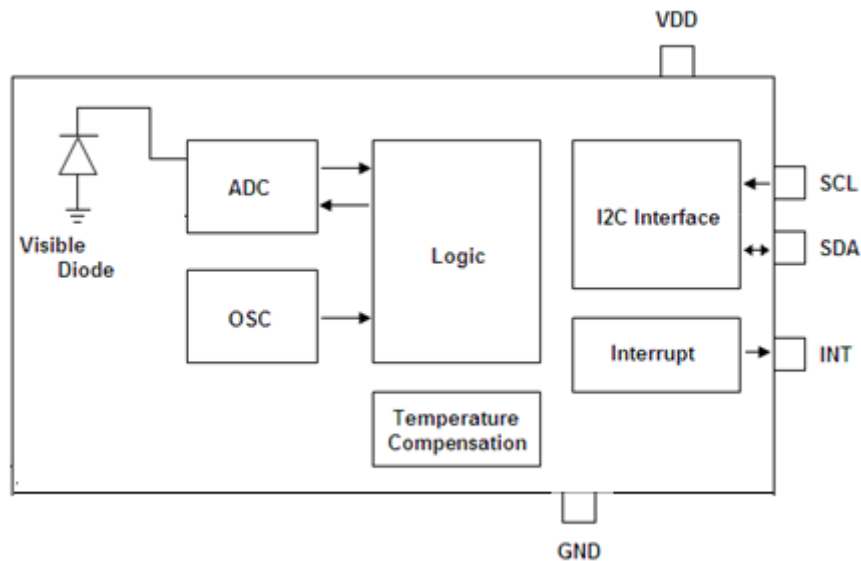 VDD
ADC
Logic
I2C Interface
SCL
SDA
Visible
Diode
OSC
Interrupt
INT
Temperature
Compensation
GND